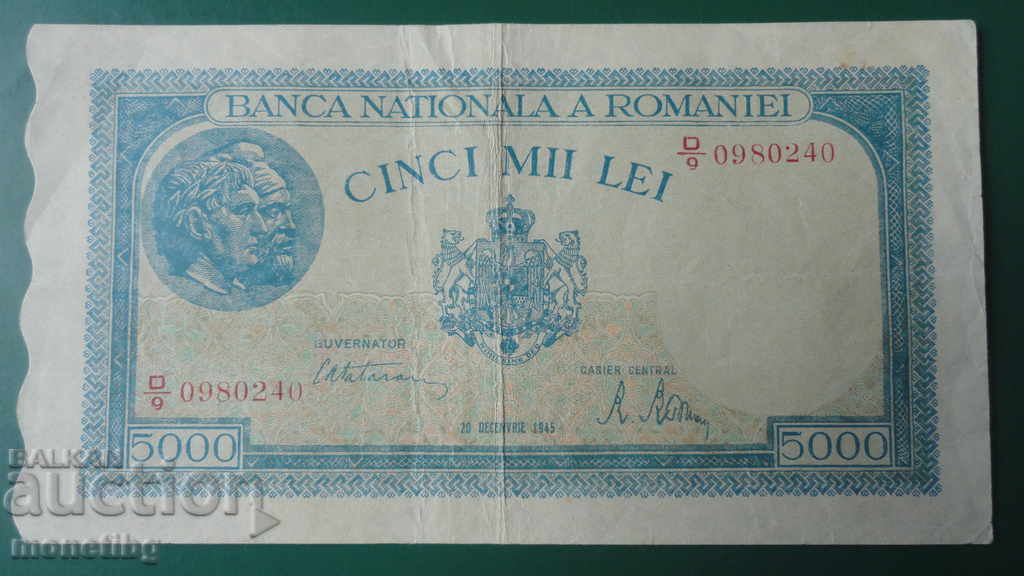 BANCA NATIONALA A ROMANIEI
CINCI MII LEI
D/9 0980240
GUVERNATOR
CASIER CENTRAL
D/9 0980240
20 DECEMVRIE 1945
5000
5000
BALKAN
auction
monetibg